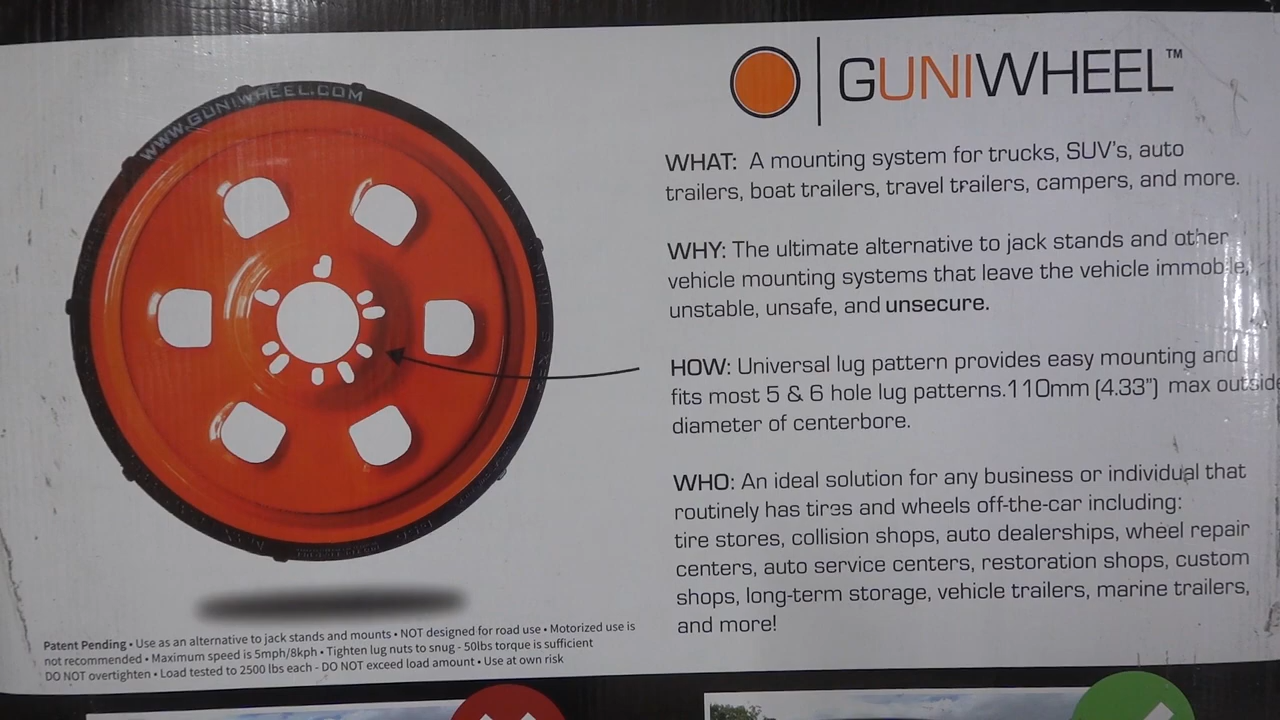 WWW.GUNIWHEEL.COM
GUNIWHEEL™
WHAT: A mounting system for trucks, SUV's, auto
trailers, boat trailers, travel trailers, campers, and more.
WHY: The ultimate alternative to jack stands and other
vehicle mounting systems that leave the vehicle immobile,
unstable, unsafe, and unsecure.
HOW: Universal lug pattern provides easy mounting and
fits most 5 & 6 hole lug patterns.110mm (4.33") max outside
diameter of centerbore.
WHO: An ideal solution for any business or individual that
routinely has tires and wheels off-the-car including:
tire stores, collision shops, auto dealerships, wheel repair
centers, auto service centers, restoration shops, custom
shops, long-term storage, vehicle trailers, marine trailers,
and more!
Patent Pending • Use as an alternative to jack stands and mounts • NOT designed for road use • Motorized use is
not recommended • Maximum speed is 5mph/8kph • Tighten lug nuts to snug - 50lbs torque is sufficient
DO NOT overtighten • Load tested to 2500 lbs each - DO NOT exceed load amount • Use at own risk